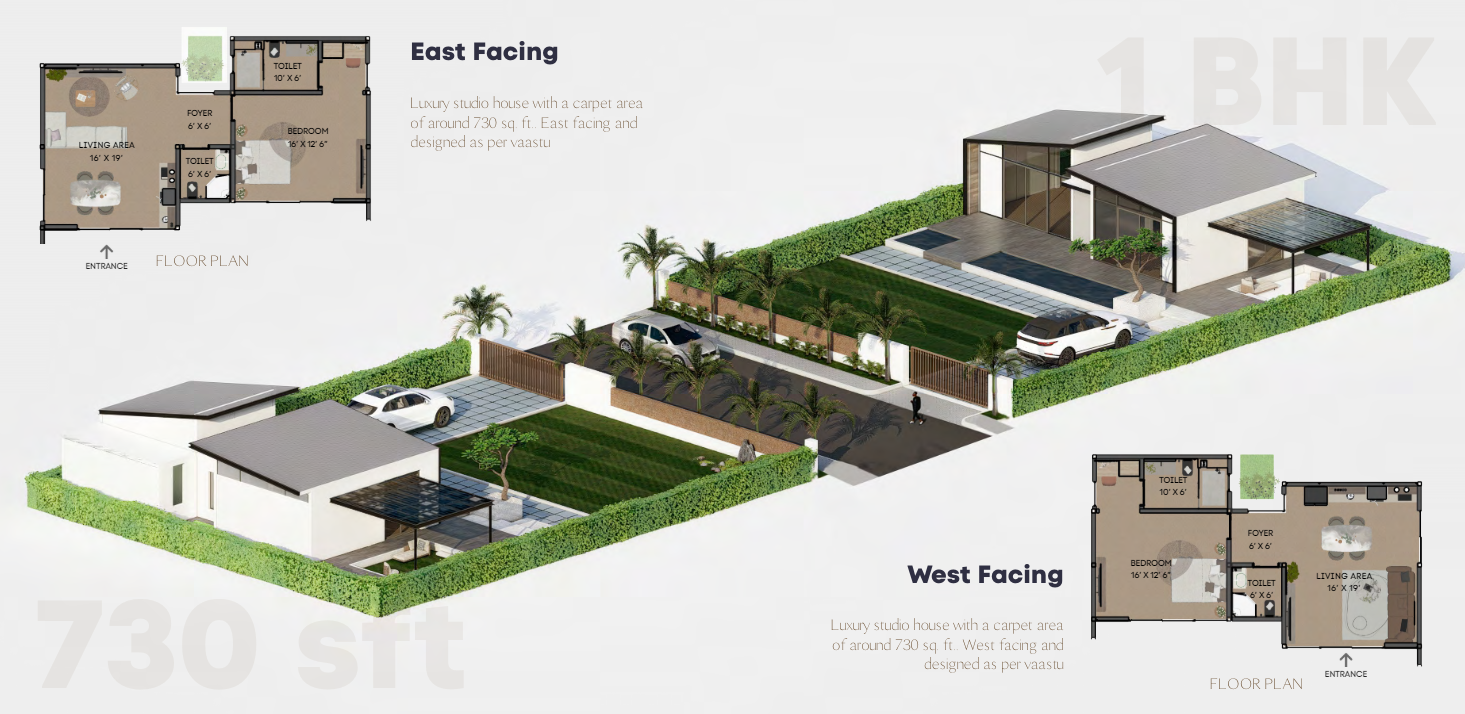 1 BHK
East Facing
Luxury studio house with a carpet area
of around 730 sq. ft.. East facing and
designed as per vaastu
TOILET
10' X 6'
FOYER
6' X 6'
BEDROOM
16' X 12' 6"
LIVING AREA
16' X 19'
TOILET
6' X 6'
ENTRANCE
FLOOR PLAN
730 sft
West Facing
Luxury studio house with a carpet area
of around 730 sq. ft.. West facing and
designed as per vaastu
TOILET
10' X 6'
FOYER
6' X 6'
BEDROOM
16' X 12' 6"
TOILET
6' X 6'
LIVING AREA
16' X 19'
ENTRANCE
FLOOR PLAN